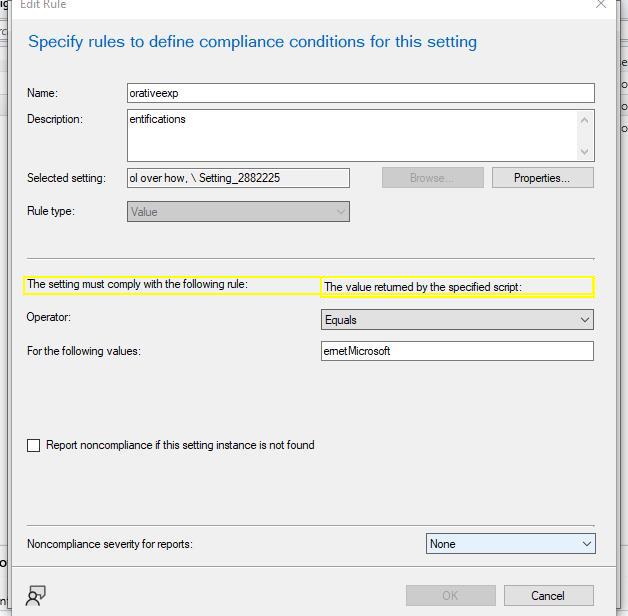 Edit Rule
Specify rules to define compliance conditions for this setting
Name:
orativeexp
Description:
entifications
Selected setting:
ol over how, \ Setting_2882225
Browse...
Properties...
Rule type:
Value
The setting must comply with the following rule:
The value returned by the specified script:
Operator:
Equals
For the following values:
ernetMicrosoft
Report noncompliance if this setting instance is not found
Noncompliance severity for reports:
None
OK
Cancel